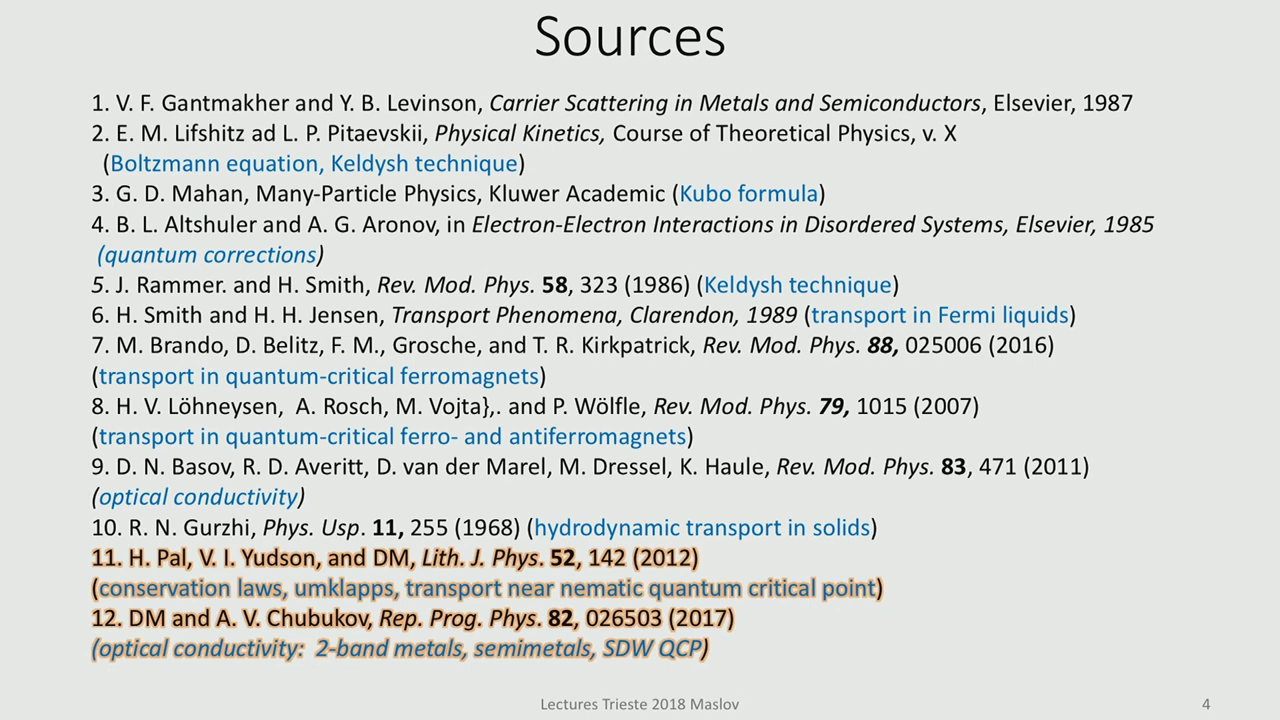 Sources
1. V. F. Gantmakher and Y. B. Levinson, Carrier Scattering in Metals and Semiconductors, Elsevier, 1987
2. E. M. Lifshitz ad L. P. Pitaevskii, Physical Kinetics, Course of Theoretical Physics, v. X
(Boltzmann equation, Keldysh technique)
3. G. D. Mahan, Many-Particle Physics, Kluwer Academic (Kubo formula)
4. B. L. Altshuler and A. G. Aronov, in Electron-Electron Interactions in Disordered Systems, Elsevier, 1985
(quantum corrections)
5. J. Rammer. and H. Smith, Rev. Mod. Phys. 58, 323 (1986) (Keldysh technique)
6. H. Smith and H. H. Jensen, Transport Phenomena, Clarendon, 1989 (transport in Fermi liquids)
7. M. Brando, D. Belitz, F. M., Grosche, and T. R. Kirkpatrick, Rev. Mod. Phys. 88, 025006 (2016)
(transport in quantum-critical ferromagnets)
8. H. V. Löhneysen, A. Rosch, M. Vojta},. and P. Wölfle, Rev. Mod. Phys. 79, 1015 (2007)
(transport in quantum-critical ferro- and antiferromagnets)
9. D. N. Basov, R. D. Averitt, D. van der Marel, M. Dressel, K. Haule, Rev. Mod. Phys. 83, 471 (2011)
(optical conductivity)
10. R. N. Gurzhi, Phys. Usp. 11, 255 (1968) (hydrodynamic transport in solids)
11. H. Pal, V. I. Yudson, and DM, Lith. J. Phys. 52, 142 (2012)
(conservation laws, umklapps, transport near nematic quantum critical point)
12. DM and A. V. Chubukov, Rep. Prog. Phys. 82, 026503 (2017)
(optical conductivity: 2-band metals, semimetals, SDW QCP)
Lectures Trieste 2018 Maslov
4